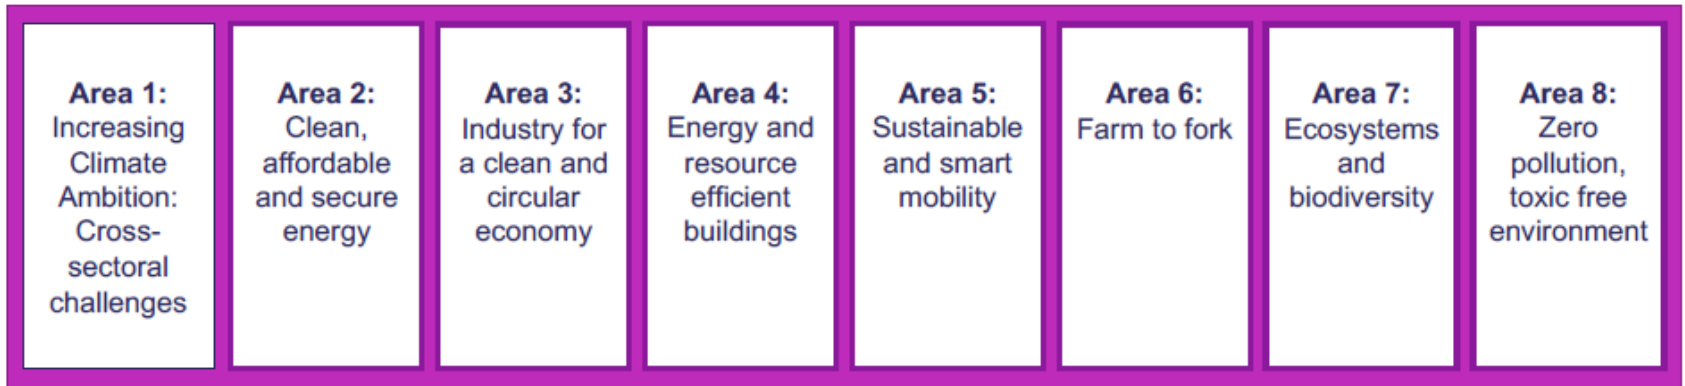 Area 1:
Increasing
Climate
Ambition:
Cross-
sectoral
challenges
Area 2:
Clean,
affordable
and secure
energy
Area 3:
Industry for
a clean and
circular
economy
Area 4:
Energy and
resource
efficient
buildings
Area 5:
Sustainable
and smart
mobility
Area 6:
Farm to fork
Area 7:
Ecosystems
and
biodiversity
Area 8:
Zero
pollution,
toxic free
environment